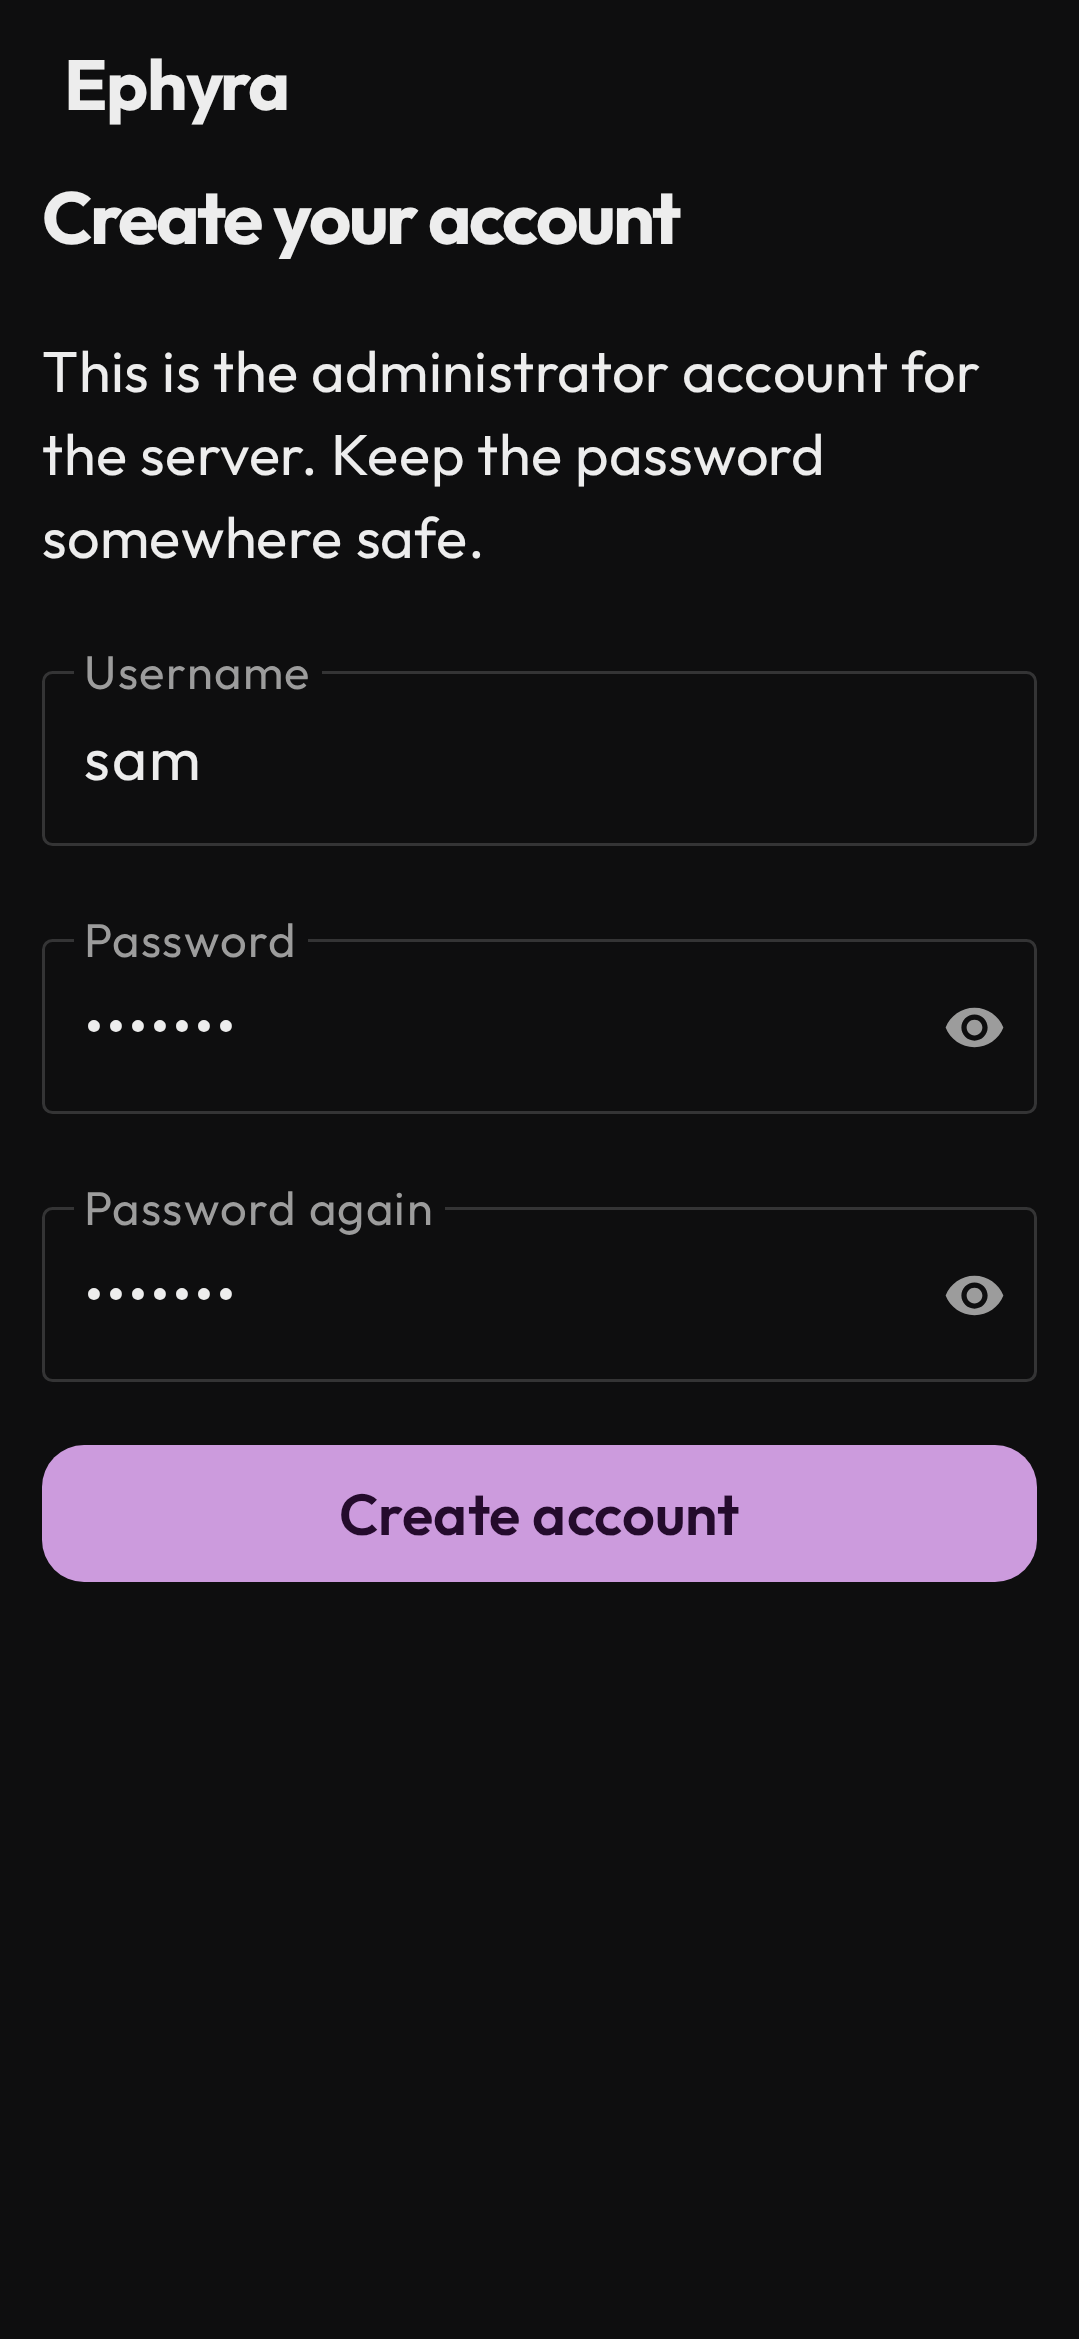 Ephyra
Create your account
This is the administrator account for
the server. Keep the password
somewhere safe.
Username
sam
Password
•••••••
Password again
•••••••
Create account